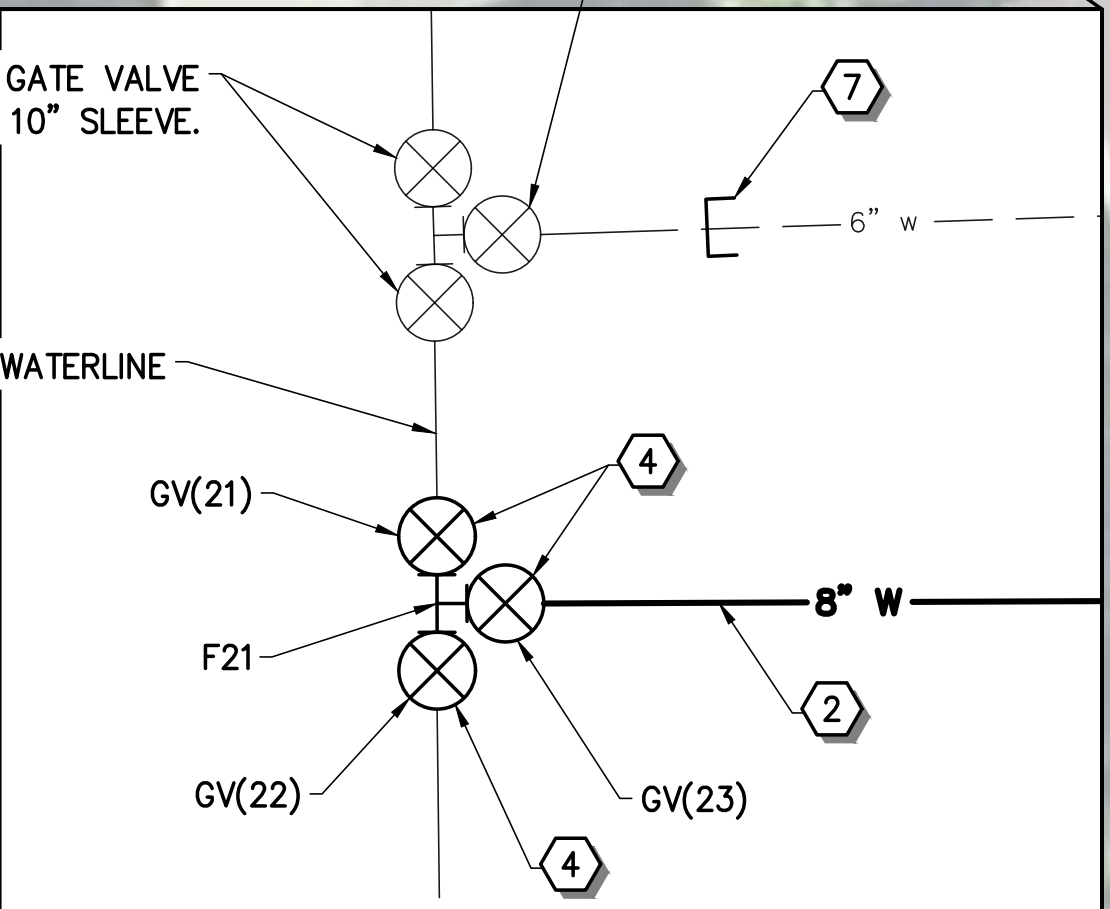 GATE VALVE
10” SLEEVE.
7
6” W
WATERLINE
4
GV(21)
8” W
F21
2
GV(22)
GV(23)
4